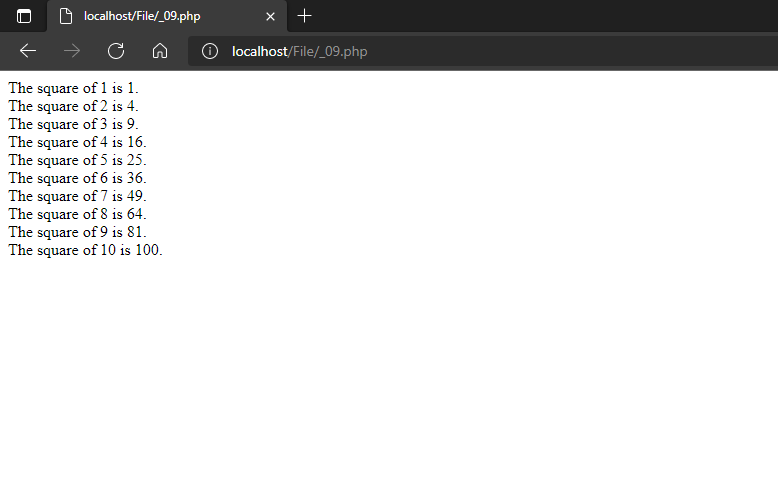 localhost/File/_09.php
localhost/File/_09.php
The square of 1 is 1.
The square of 2 is 4.
The square of 3 is 9.
The square of 4 is 16.
The square of 5 is 25.
The square of 6 is 36.
The square of 7 is 49.
The square of 8 is 64.
The square of 9 is 81.
The square of 10 is 100.